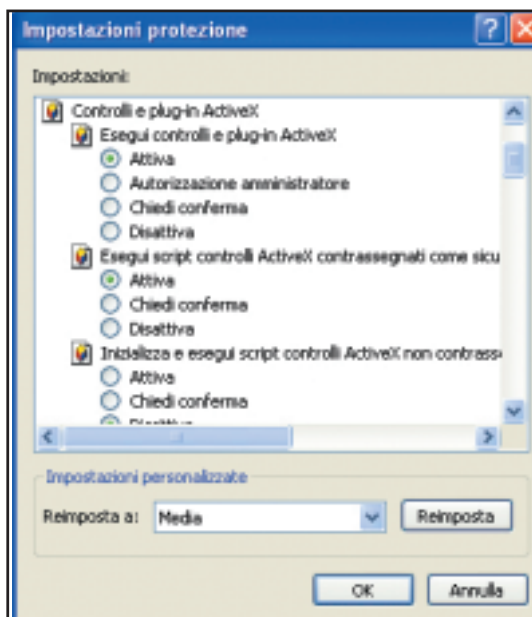 Impostazioni protezione
Impostazioni:
Controlli e plug-in ActiveX
Esegui controlli e plug-in ActiveX
Attiva
Autorizzazione amministratore
Chiedi conferma
Disattiva
Esegui script controlli ActiveX contrassegnati come sicu
Attiva
Chiedi conferma
Disattiva
Inizializza e esegui script controlli ActiveX non contrasse
Attiva
Chiedi conferma
Disattiva
Impostazioni personalizzate
Reimposta a: Media Reimposta
OK Annulla